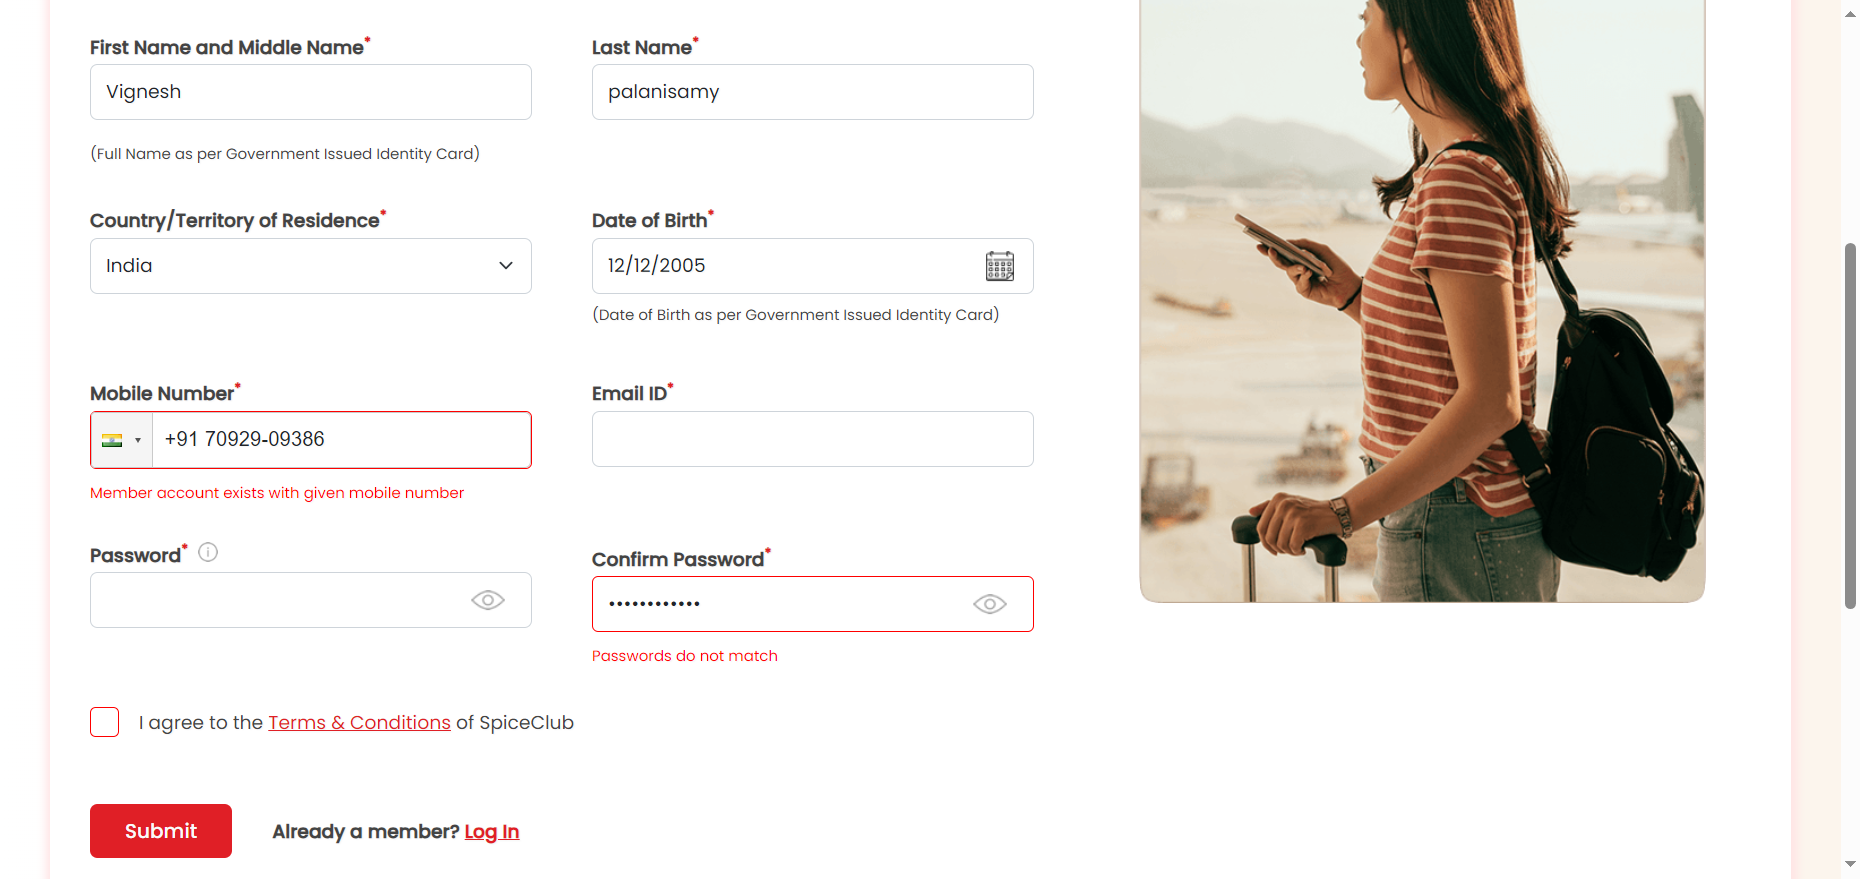 First Name and Middle Name*
Last Name*
Vignesh
palanisamy
(Full Name as per Government Issued Identity Card)
Country/Territory of Residence*
Date of Birth*
India
12/12/2005
(Date of Birth as per Government Issued Identity Card)
Mobile Number*
Email ID*
+91 70929-09386
Member account exists with given mobile number
Password*
Confirm Password*
••••••••••••
Passwords do not match
I agree to the Terms & Conditions of SpiceClub
Submit
Already a member? Log In